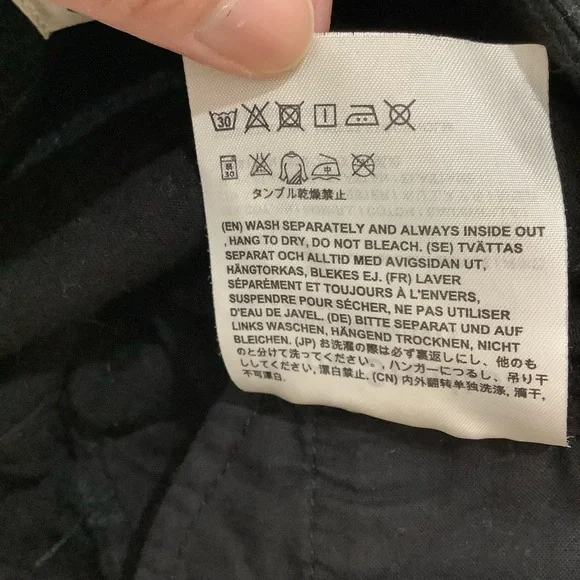 30
30
中
タンブル乾燥禁止
(EN) WASH SEPARATELY AND ALWAYS INSIDE OUT
, HANG TO DRY, DO NOT BLEACH. (SE) TVÄTTAS
SEPARAT OCH ALLTID MED AVIGSIDAN UT,
HÄNGTORKAS, BLEKES EJ. (FR) LAVER
SÉPARÉMENT ET TOUJOURS À L'ENVERS,
SUSPENDRE POUR SÉCHER, NE PAS UTILISER
D'EAU DE JAVEL. (DE) BITTE SEPARAT UND AUF
LINKS WASCHEN, HÄNGEND TROCKNEN, NICHT
BLEICHEN. (JP) お洗濯の際は必ず裏返しにし、他のも
のと分けて洗ってください。, ハンガーにつるし、吊り干
ししてください, 漂白禁止. (CN) 内外翻转单独洗涤, 滴干,
不可漂白.